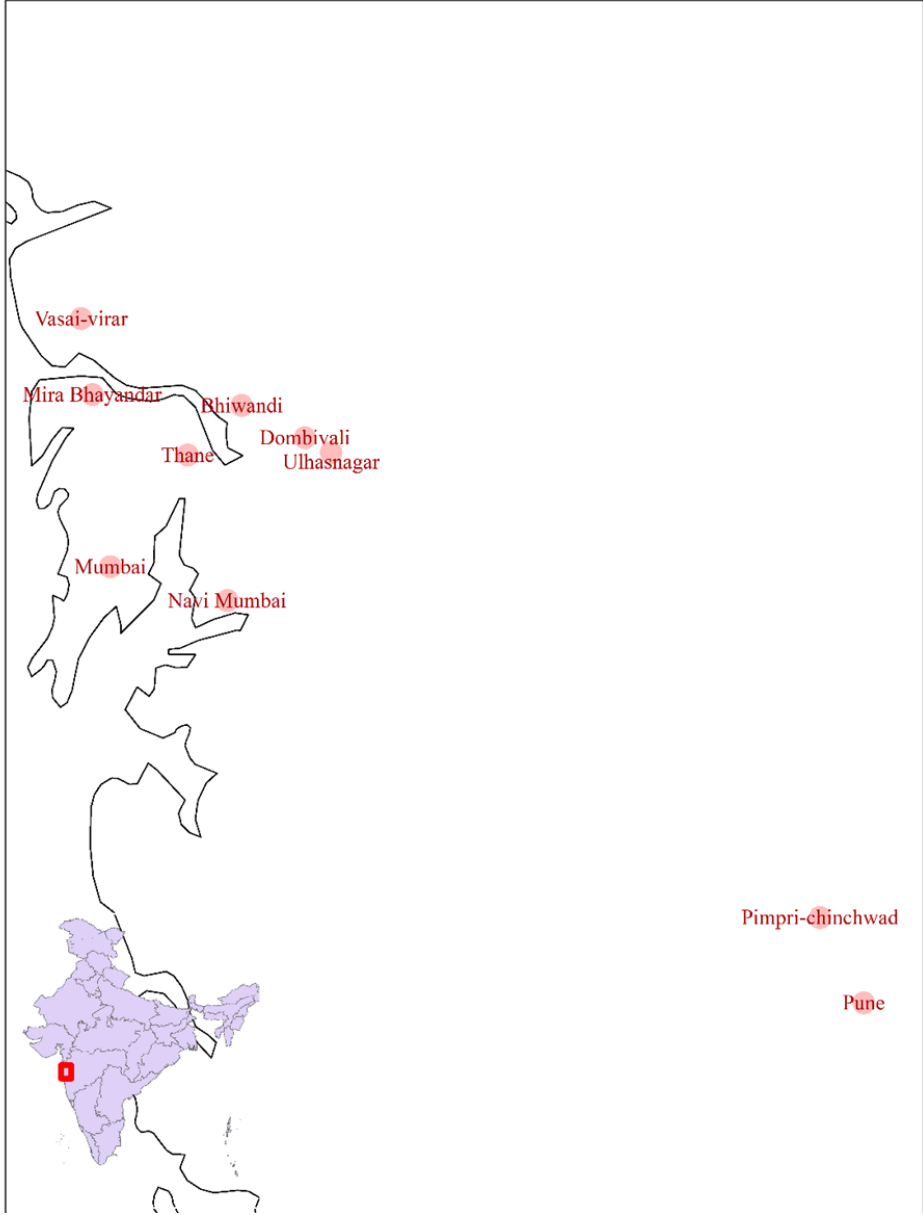 Vasai-virar
Mira Bhayandar
Bhiwandi
Dombivali
Thane
Ulhasnagar
Mumbai
Navi Mumbai
Pimpri-chinchwad
Pune